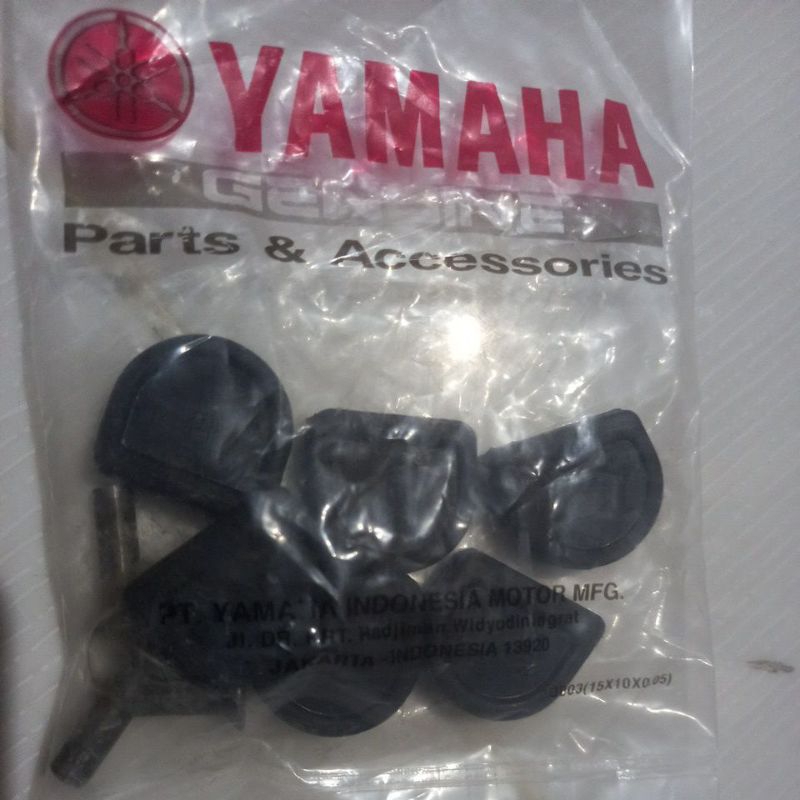 YAMAHA
GENUINE
Parts & Accessories
PT. YAMAHA INDONESIA MOTOR MFG.
JL. DR. KRT. Radjiman Widyodiningrat
JAKARTA - INDONESIA 13920
(15X10X0.05)